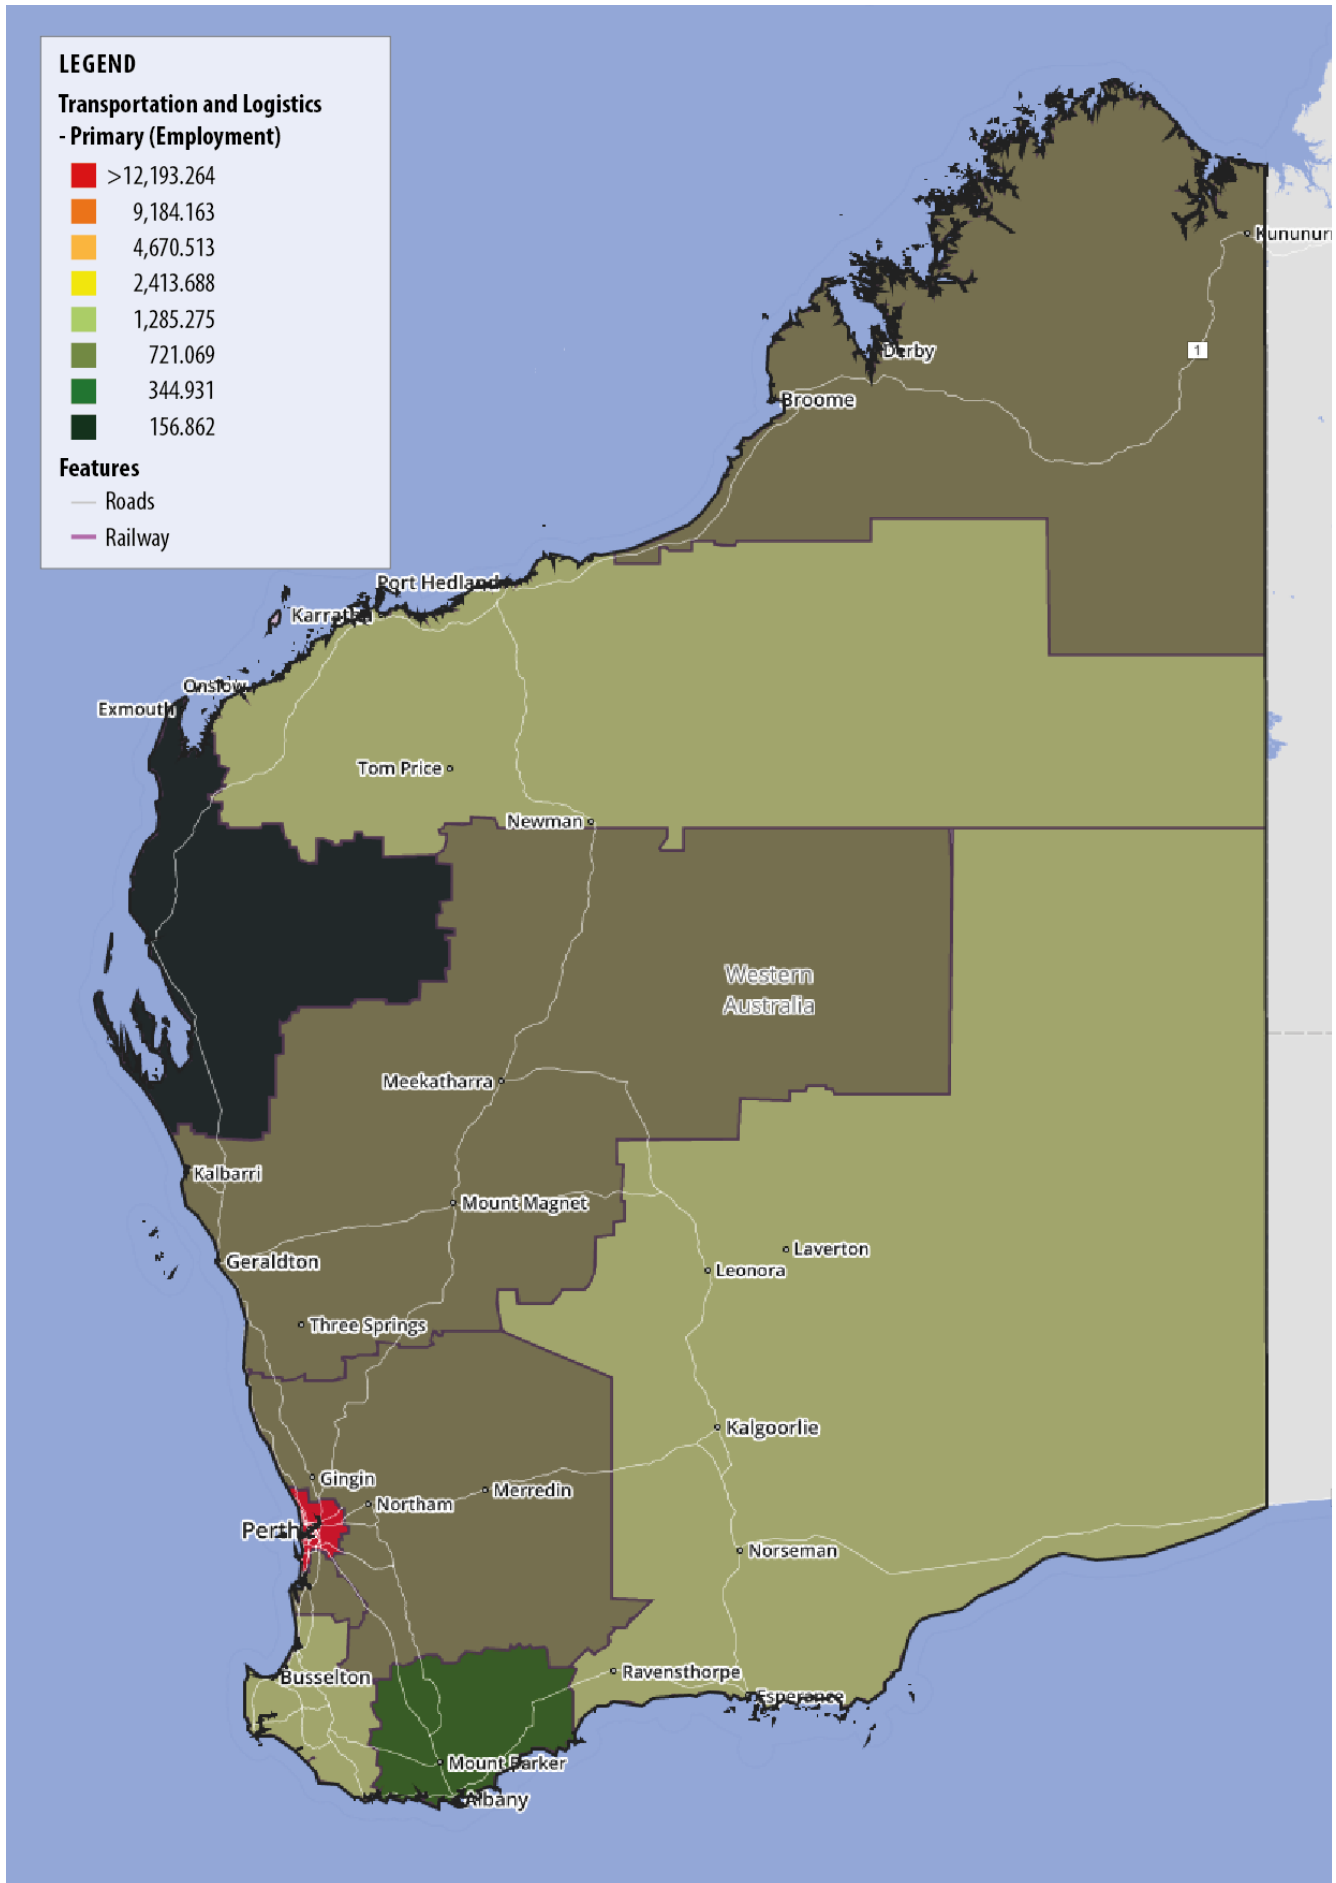 LEGEND
Transportation and Logistics
- Primary (Employment)
>12,193.264
9,184.163
4,670.513
2,413.688
1,285.275
721.069
344.931
156.862
Features
Roads
Railway
Kununurr
1
Derby
Broome
Port Hedland
Karratha
Onslow
Exmouth
Tom Price
Newman
Western
Australia
Meekatharra
Kalbarri
Mount Magnet
Laverton
Geraldton
Leonora
Three Springs
Kalgoorlie
Gingin
Merredin
Northam
Perth
Norseman
Ravensthorpe
Busselton
Esperance
Mount Barker
Albany